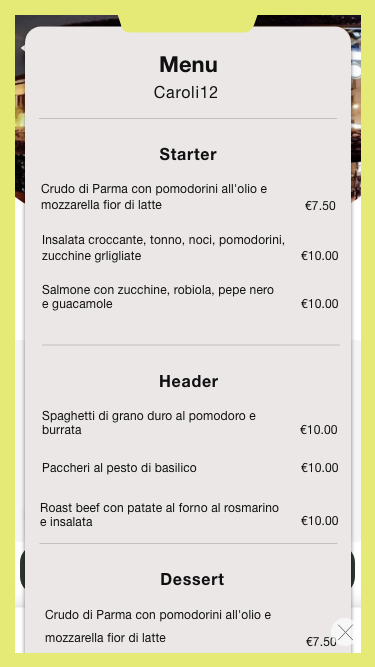 Menu
Caroli12
Starter
Crudo di Parma con pomodorini all'olio e
mozzarella fior di latte
€7.50
Insalata croccante, tonno, noci, pomodorini,
zucchine grligliate
€10.00
Salmone con zucchine, robiola, pepe nero
e guacamole
€10.00
Header
Spaghetti di grano duro al pomodoro e
burrata
€10.00
Paccheri al pesto di basilico
€10.00
Roast beef con patate al forno al rosmarino
e insalata
€10.00
Dessert
Crudo di Parma con pomodorini all'olio e
mozzarella fior di latte
€7.50